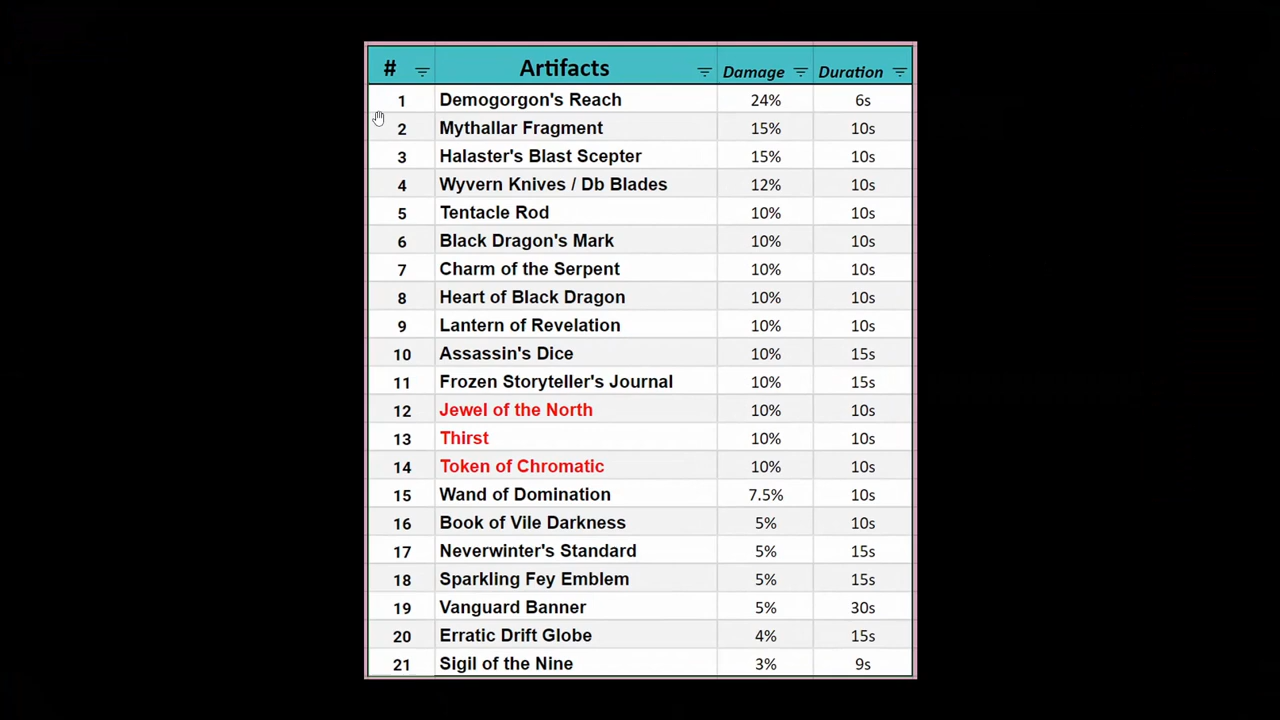 # Artifacts Damage Duration
1 Demogorgon's Reach 24% 6s
2 Mythallar Fragment 15% 10s
3 Halaster's Blast Scepter 15% 10s
4 Wyvern Knives / Db Blades 12% 10s
5 Tentacle Rod 10% 10s
6 Black Dragon's Mark 10% 10s
7 Charm of the Serpent 10% 10s
8 Heart of Black Dragon 10% 10s
9 Lantern of Revelation 10% 10s
10 Assassin's Dice 10% 15s
11 Frozen Storyteller's Journal 10% 15s
12 Jewel of the North 10% 10s
13 Thirst 10% 10s
14 Token of Chromatic 10% 10s
15 Wand of Domination 7.5% 10s
16 Book of Vile Darkness 5% 10s
17 Neverwinter's Standard 5% 15s
18 Sparkling Fey Emblem 5% 15s
19 Vanguard Banner 5% 30s
20 Erratic Drift Globe 4% 15s
21 Sigil of the Nine 3% 9s